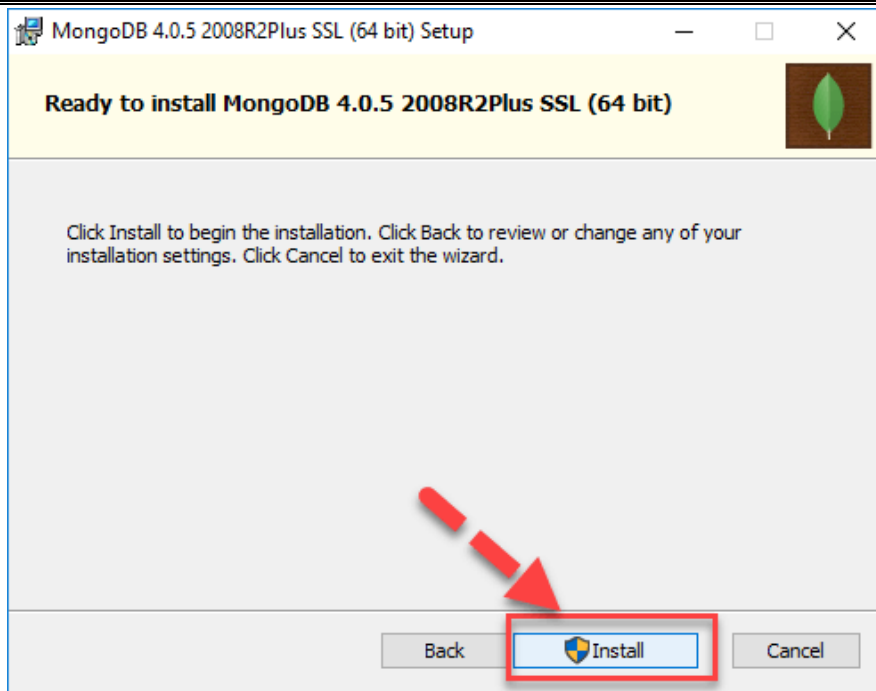 MongoDB 4.0.5 2008R2Plus SSL (64 bit) Setup
Ready to install MongoDB 4.0.5 2008R2Plus SSL (64 bit)
Click Install to begin the installation. Click Back to review or change any of your
installation settings. Click Cancel to exit the wizard.
Back Install Cancel